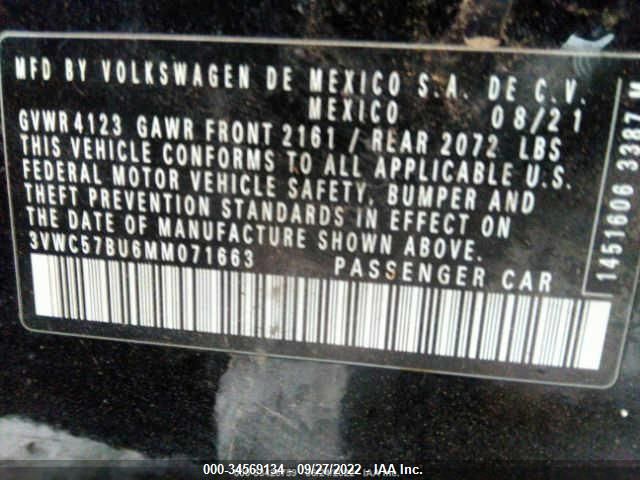 MFD BY VOLKSWAGEN DE MEXICO S.A. DE C.V.
MEXICO 08/21
GVWR 4123 GAWR FRONT 2161 / REAR 2072 LBS
THIS VEHICLE CONFORMS TO ALL APPLICABLE U.S.
FEDERAL MOTOR VEHICLE SAFETY, BUMPER AND
THEFT PREVENTION STANDARDS IN EFFECT ON
THE DATE OF MANUFACTURE SHOWN ABOVE.
3VWC57BU6MM071663 PASSENGER CAR
1451606 3387 M
000-34569134 - 09/27/2022 - IAA Inc.